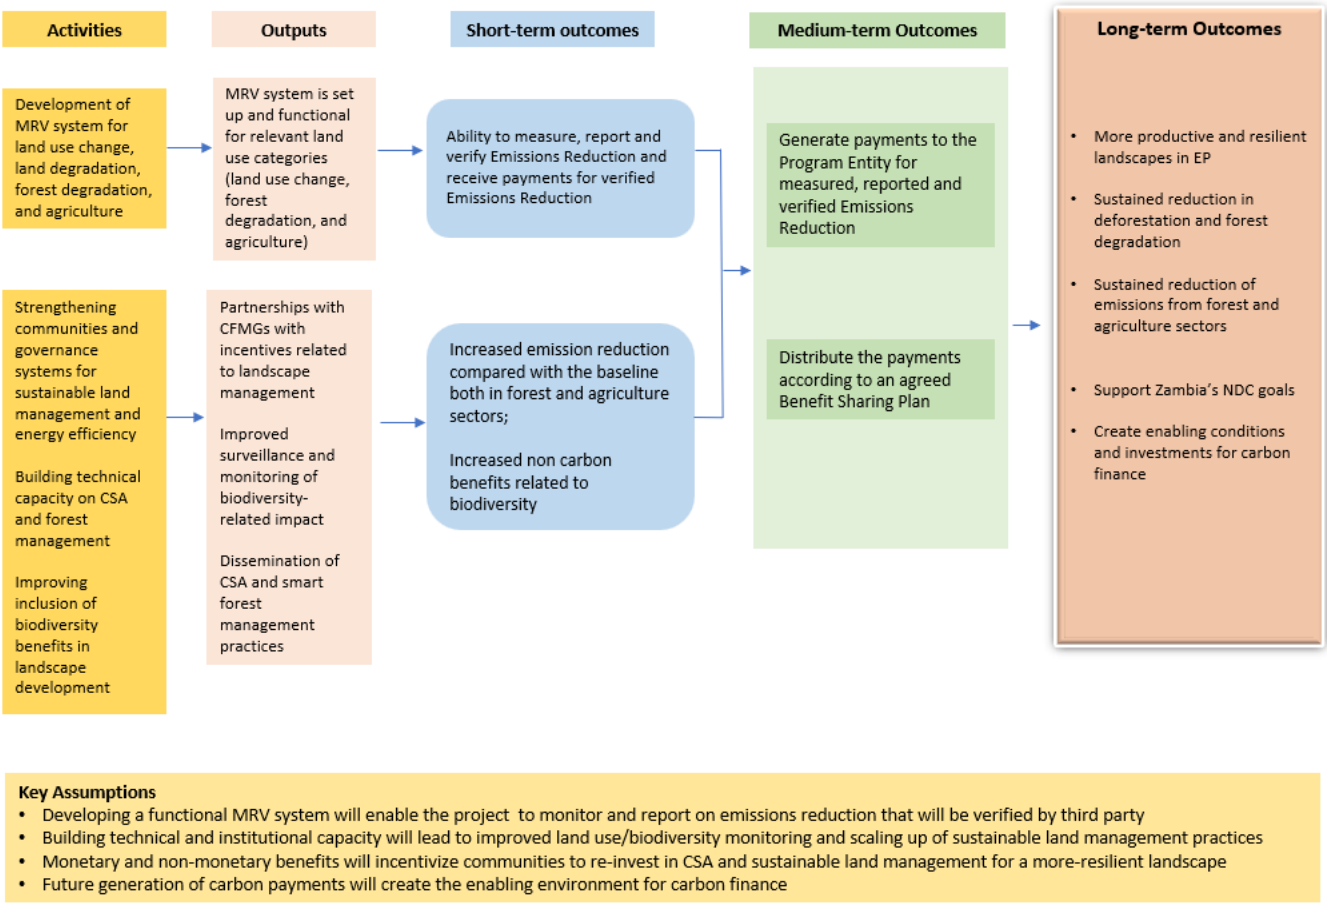 Activities
Development of
MRV system for
land use change,
land degradation,
forest degradation,
and agriculture
Strengthening
communities and
governance
systems for
sustainable land
management and
energy efficiency
Building technical
capacity on CSA
and forest
management
Improving
inclusion of
biodiversity
benefits in
landscape
development
Outputs
MRV system is set
up and functional
for relevant land
use categories
(land use change,
forest
degradation, and
agriculture)
Partnerships with
CFMGs with
incentives related
to landscape
management
Improved
surveillance and
monitoring of
biodiversity-
related impact
Dissemination of
CSA and smart
forest
management
practices
Short-term outcomes
Ability to measure, report and
verify Emissions Reduction and
receive payments for verified
Emissions Reduction
Increased emission reduction
compared with the baseline
both in forest and agriculture
sectors;
Increased non carbon
benefits related to
biodiversity
Medium-term Outcomes
Generate payments to the
Program Entity for
measured, reported and
verified Emissions
Reduction
Distribute the payments
according to an agreed
Benefit Sharing Plan
Long-term Outcomes
• More productive and resilient
landscapes in EP
• Sustained reduction in
deforestation and forest
degradation
• Sustained reduction of
emissions from forest and
agriculture sectors
• Support Zambia's NDC goals
• Create enabling conditions
and investments for carbon
finance
Key Assumptions
• Developing a functional MRV system will enable the project to monitor and report on emissions reduction that will be verified by third party
• Building technical and institutional capacity will lead to improved land use/biodiversity monitoring and scaling up of sustainable land management practices
• Monetary and non-monetary benefits will incentivize communities to re-invest in CSA and sustainable land management for a more-resilient landscape
• Future generation of carbon payments will create the enabling environment for carbon finance